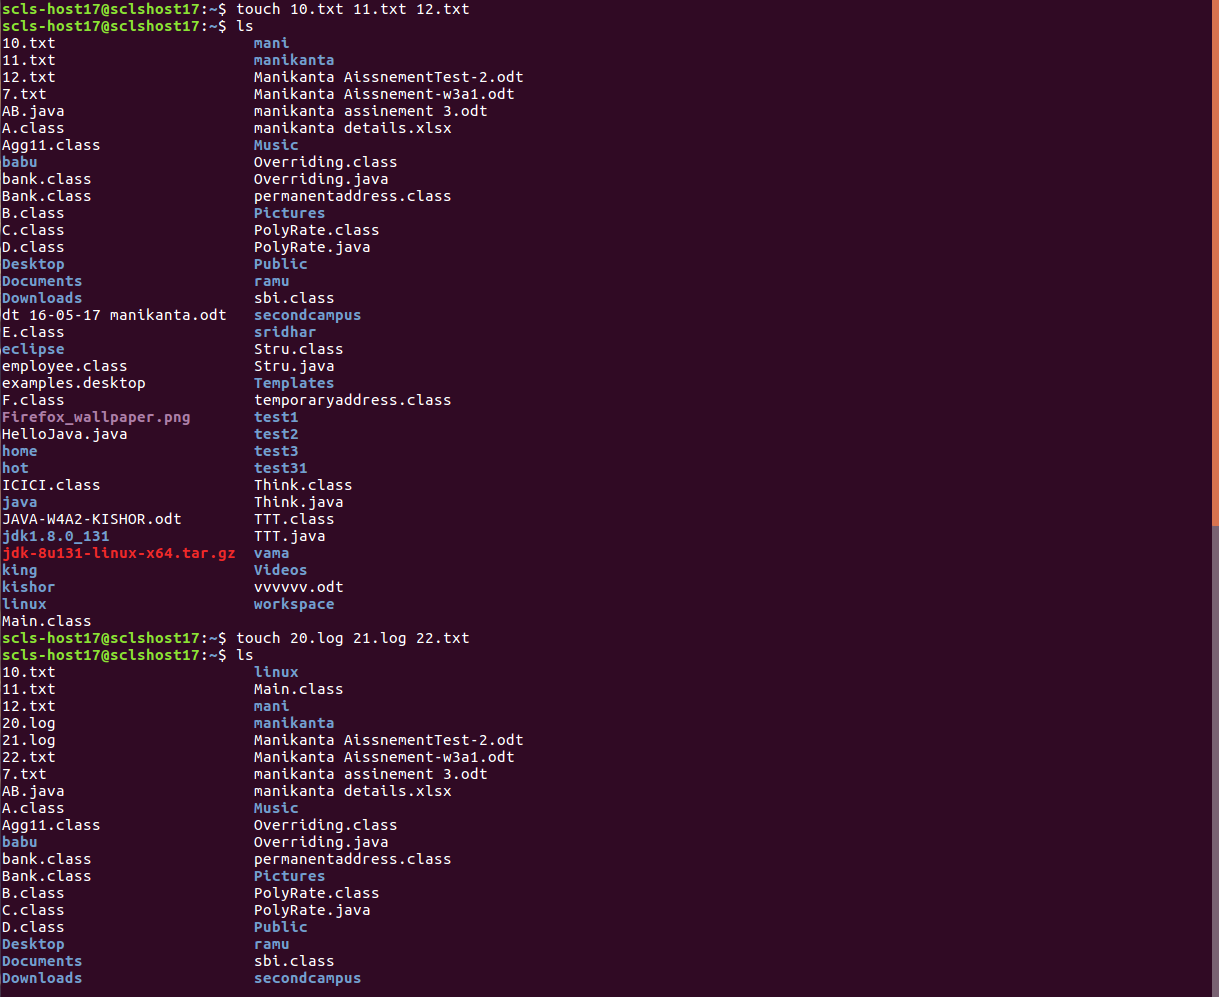 scls-host17@sclshost17:~$ touch 10.txt 11.txt 12.txt
scls-host17@sclshost17:~$ ls
10.txt                      mani
11.txt                      manikanta
12.txt                      Manikanta AissnementTest-2.odt
7.txt                       Manikanta Aissnement-w3a1.odt
AB.java                     manikanta assinement 3.odt
A.class                     manikanta details.xlsx
Agg11.class                 Music
babu                        Overriding.class
bank.class                  Overriding.java
Bank.class                  permanentaddress.class
B.class                     Pictures
C.class                     PolyRate.class
D.class                     PolyRate.java
Desktop                     Public
Documents                   ramu
Downloads                   sbi.class
dt 16-05-17 manikanta.odt   secondcampus
E.class                     sridhar
eclipse                     Stru.class
employee.class              Stru.java
examples.desktop            Templates
F.class                     temporaryaddress.class
Firefox_wallpaper.png       test1
HelloJava.java              test2
home                        test3
hot                         test31
ICICI.class                 Think.class
java                        Think.java
JAVA-W4A2-KISHOR.odt        TTT.class
jdk1.8.0_131                TTT.java
jdk-8u131-linux-x64.tar.gz  vama
king                        Videos
kishor                      vvvvvv.odt
linux                       workspace
Main.class
scls-host17@sclshost17:~$ touch 20.log 21.log 22.txt
scls-host17@sclshost17:~$ ls
10.txt                      linux
11.txt                      Main.class
12.txt                      mani
20.log                      manikanta
21.log                      Manikanta AissnementTest-2.odt
22.txt                      Manikanta Aissnement-w3a1.odt
7.txt                       manikanta assinement 3.odt
AB.java                     manikanta details.xlsx
A.class                     Music
Agg11.class                 Overriding.class
babu                        Overriding.java
bank.class                  permanentaddress.class
Bank.class                  Pictures
B.class                     PolyRate.class
C.class                     PolyRate.java
D.class                     Public
Desktop                     ramu
Documents                   sbi.class
Downloads                   secondcampus